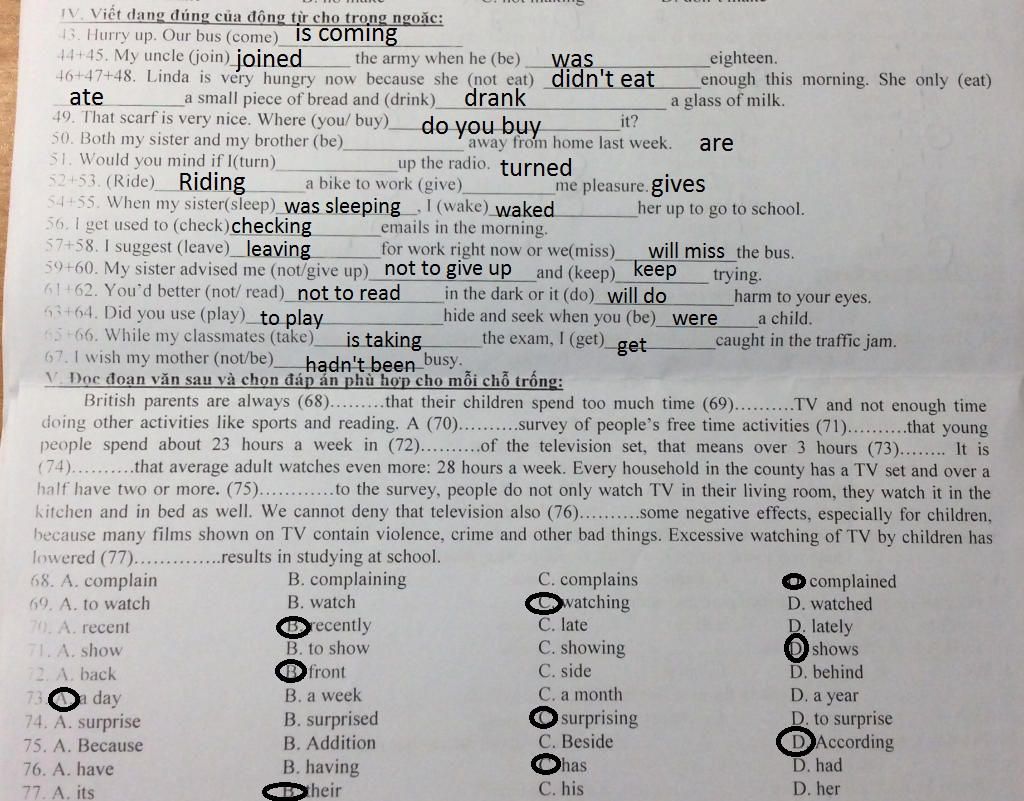 IV. Viết dạng đúng của động từ cho trong ngoặc:
43. Hurry up. Our bus (come) is coming
44+45. My uncle (join) joined the army when he (be) was eighteen.
46+47+48. Linda is very hungry now because she (not eat) didn't eat enough this morning. She only (eat)
ate a small piece of bread and (drink) drank a glass of milk.
49. That scarf is very nice. Where (you/ buy) do you buy it?
50. Both my sister and my brother (be)__________ away from home last week. are
51. Would you mind if I(turn)__________ up the radio. turned
52+53. (Ride) Riding a bike to work (give)__________ me pleasure. gives
54+55. When my sister(sleep) was sleeping , I (wake) waked her up to go to school.
56. I get used to (check) checking emails in the morning.
57+58. I suggest (leave) leaving for work right now or we(miss) will miss the bus.
59+60. My sister advised me (not/give up) not to give up and (keep) keep trying.
61+62. You'd better (not/ read) not to read in the dark or it (do) will do harm to your eyes.
63+64. Did you use (play) to play hide and seek when you (be) were a child.
65+66. While my classmates (take) is taking the exam, I (get) get caught in the traffic jam.
67. I wish my mother (not/be) hadn't been busy.
V. Đọc đoạn văn sau và chọn đáp án phù hợp cho mỗi chỗ trống:
British parents are always (68).........that their children spend too much time (69)..........TV and not enough time
doing other activities like sports and reading. A (70)..........survey of people's free time activities (71)..........that young
people spend about 23 hours a week in (72)..........of the television set, that means over 3 hours (73)........ It is
(74)..........that average adult watches even more: 28 hours a week. Every household in the county has a TV set and over a
half have two or more. (75)............to the survey, people do not only watch TV in their living room, they watch it in the
kitchen and in bed as well. We cannot deny that television also (76)..........some negative effects, especially for children,
because many films shown on TV contain violence, crime and other bad things. Excessive watching of TV by children has
lowered (77)..............results in studying at school.
68. A. complain B. complaining C. complains complained
69. A. to watch B. watch C. watching D. watched
70. A. recent B. recently C. late D. lately
71. A. show B. to show C. showing D. shows
72. A. back B. front C. side D. behind
73. A. a day B. a week C. a month D. a year
74. A. surprise B. surprised C. surprising D. to surprise
75. A. Because B. Addition C. Beside D. According
76. A. have B. having C. has D. had
77. A. its B. their C. his D. her